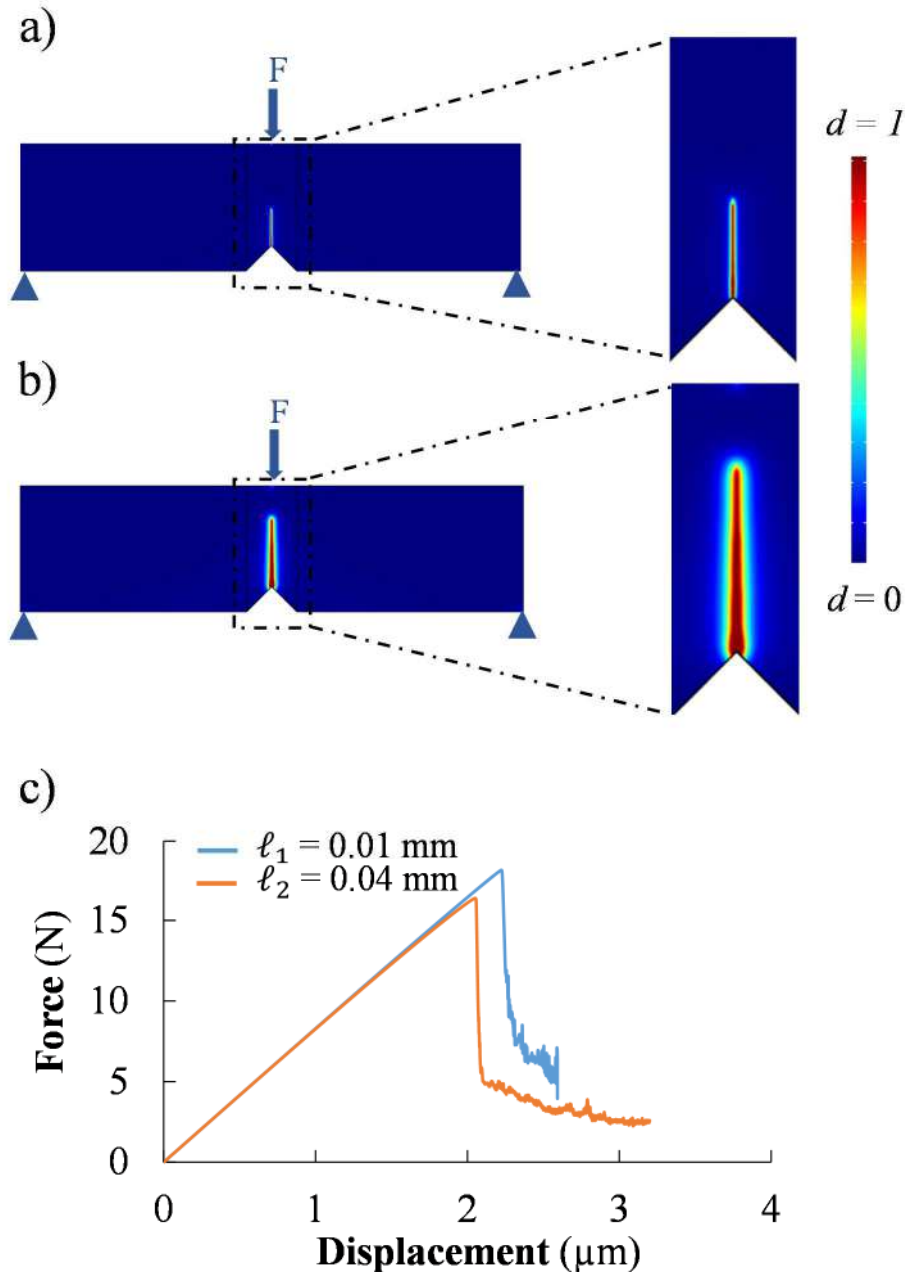 a)
F
d = 1
b)
F
d = 0
c)
20
ℓ₁ = 0.01 mm
ℓ₂ = 0.04 mm
15
10
5
0
Force (N)
0 1 2 3 4
Displacement (µm)